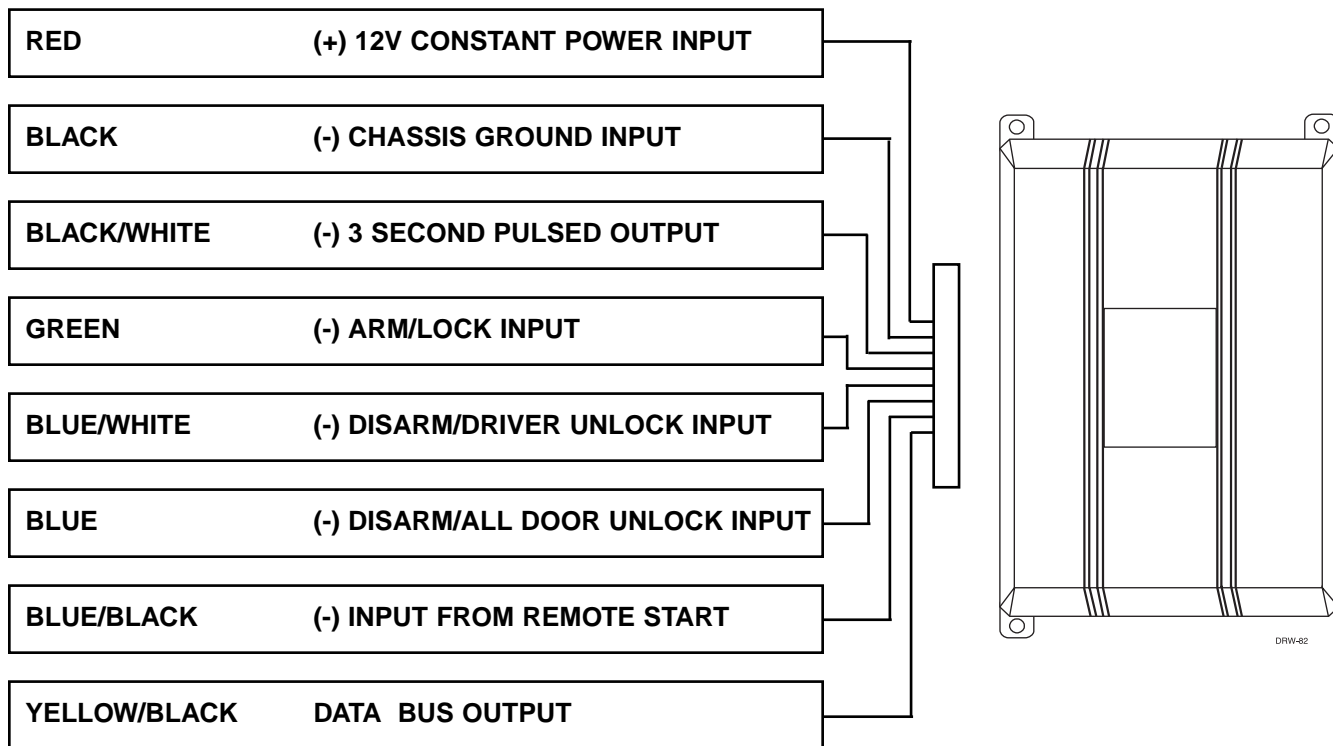 RED (+) 12V CONSTANT POWER INPUT
BLACK (-) CHASSIS GROUND INPUT
BLACK/WHITE (-) 3 SECOND PULSED OUTPUT
GREEN (-) ARM/LOCK INPUT
BLUE/WHITE (-) DISARM/DRIVER UNLOCK INPUT
BLUE (-) DISARM/ALL DOOR UNLOCK INPUT
BLUE/BLACK (-) INPUT FROM REMOTE START
DRW-82
YELLOW/BLACK DATA BUS OUTPUT